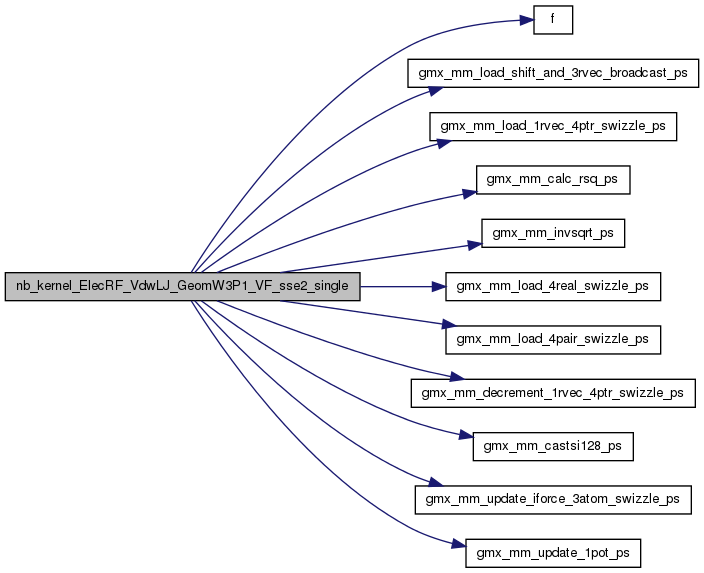 f
gmx_mm_load_shift_and_3rvec_broadcast_ps
gmx_mm_load_1rvec_4ptr_swizzle_ps
gmx_mm_calc_rsq_ps
gmx_mm_invsqrt_ps
nb_kernel_ElecRF_VdwLJ_GeomW3P1_VF_sse2_single
gmx_mm_load_4real_swizzle_ps
gmx_mm_load_4pair_swizzle_ps
gmx_mm_decrement_1rvec_4ptr_swizzle_ps
gmx_mm_castsi128_ps
gmx_mm_update_iforce_3atom_swizzle_ps
gmx_mm_update_1pot_ps